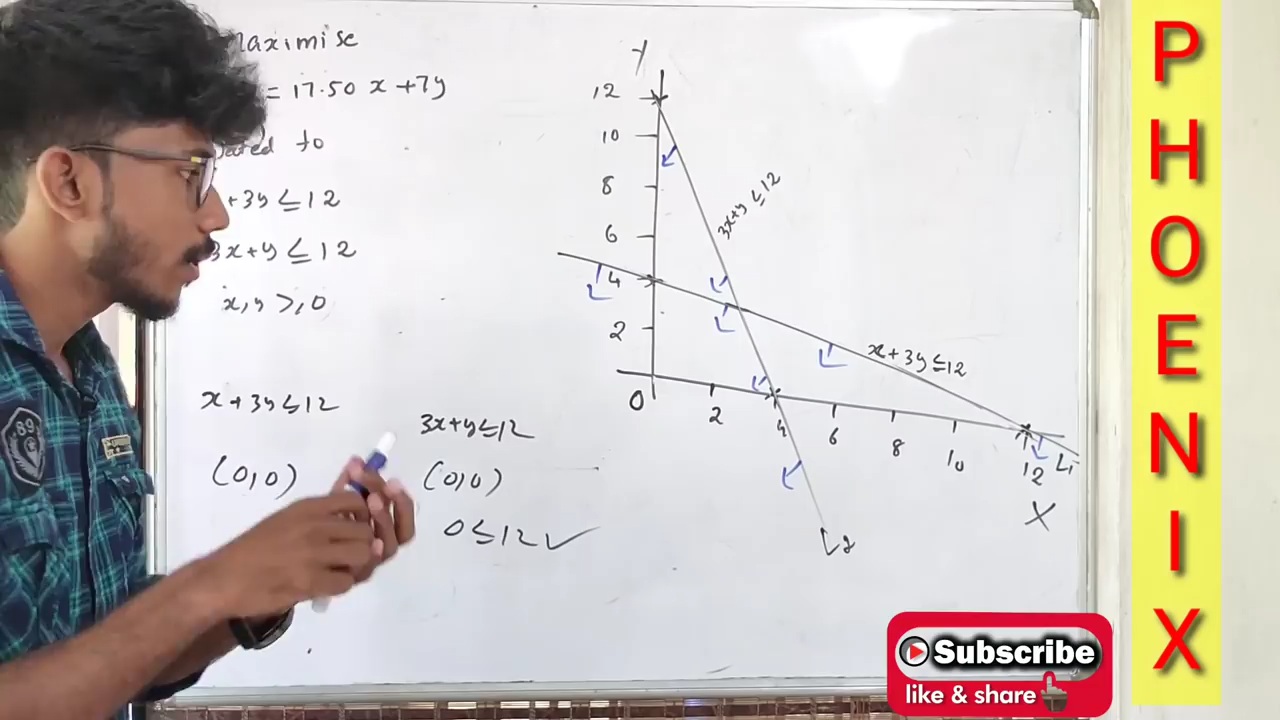 Maximise
= 17.50 x + 7y
to
+ 3y ≤ 12
3x + y ≤ 12
x, y >, 0
x + 3y ≤ 12
(0,0)
3x+y ≤ 12
(0,0)
0 ≤ 12 ✓
Y
12
10
8
6
4
2
0
2
4
6
8
10
12
X
3x+y ≤ 12
x+3y ≤ 12
L1
L2
PHOENIX
Subscribe
like & share
89